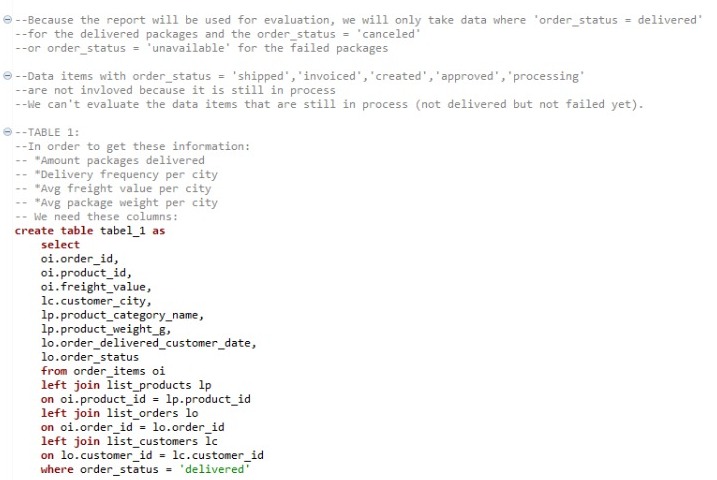 --Because the report will be used for evaluation, we will only take data where 'order_status = delivered'
--for the delivered packages and the order_status = 'canceled'
--or order_status = 'unavailable' for the failed packages
--Data items with order_status = 'shipped','invoiced','created','approved','processing'
--are not invloved because it is still in process
--We can't evaluate the data items that are still in process (not delivered but not failed yet).
--TABLE 1:
--In order to get these information:
-- *Amount packages delivered
-- *Delivery frequency per city
-- *Avg freight value per city
-- *Avg package weight per city
-- We need these columns:
create table tabel_1 as
select
oi.order_id,
oi.product_id,
oi.freight_value,
lc.customer_city,
lp.product_category_name,
lp.product_weight_g,
lo.order_delivered_customer_date,
lo.order_status
from order_items oi
left join list_products lp
on oi.product_id = lp.product_id
left join list_orders lo
on oi.order_id = lo.order_id
left join list_customers lc
on lo.customer_id = lc.customer_id
where order_status = 'delivered'